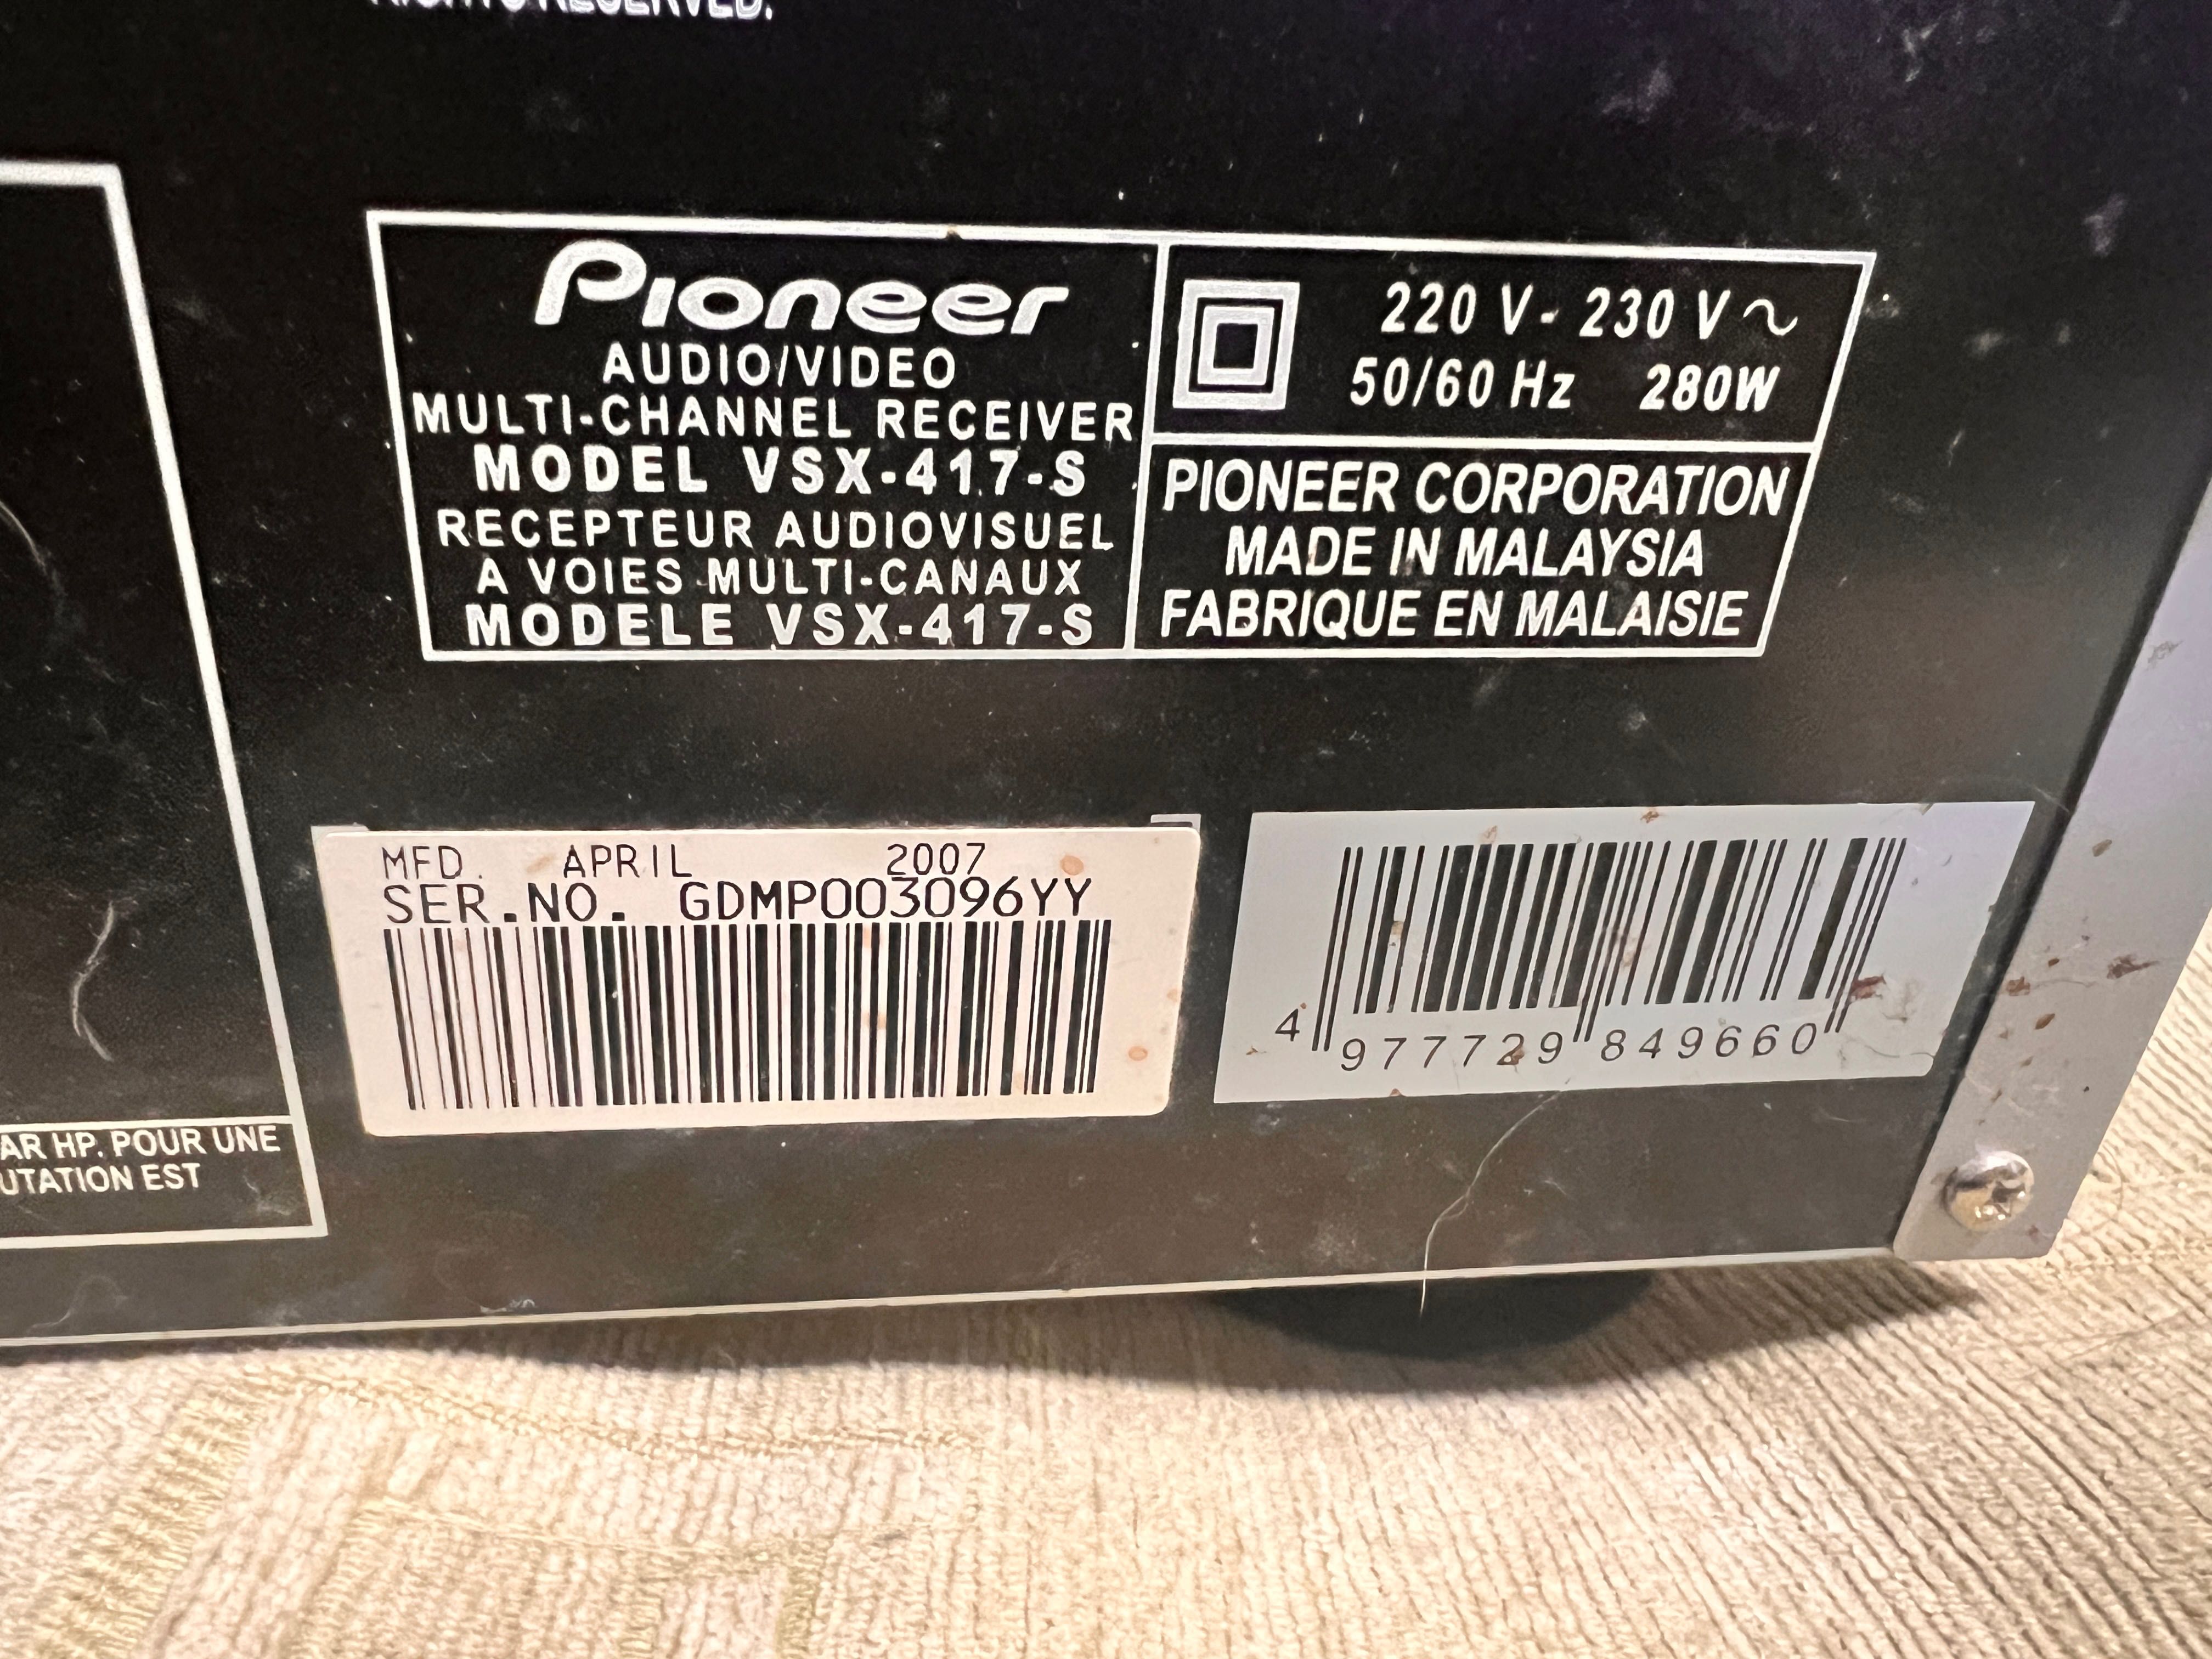 RIGHTS RESERVED.
Pioneer
AUDIO/VIDEO
MULTI-CHANNEL RECEIVER
MODEL VSX-417-S
RECEPTEUR AUDIOVISUEL
A VOIES MULTI-CANAUX
MODELE VSX-417-S
220 V- 230 V ~
50/60 Hz 280W
PIONEER CORPORATION
MADE IN MALAYSIA
FABRIQUE EN MALAISIE
MFD. APRIL 2007
SER.NO. GDMP003096YY
4 977729 849660
AR HP. POUR UNE
UTATION EST